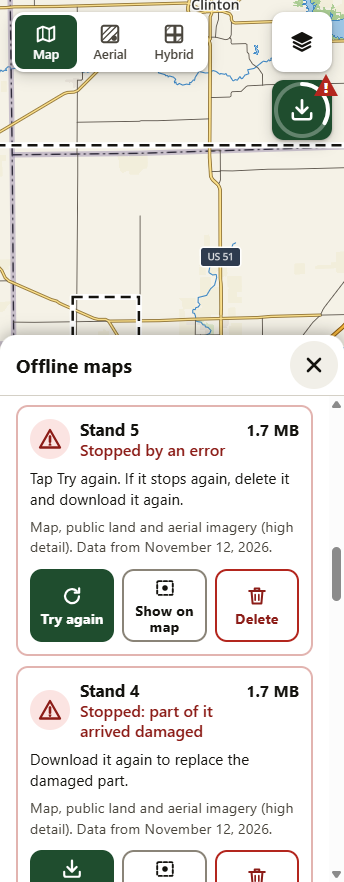 Clinton
Map
Aerial
Hybrid
US 51
Offline maps
Stand 5
1.7 MB
Stopped by an error
Tap Try again. If it stops again, delete it
and download it again.
Map, public land and aerial imagery (high
detail). Data from November 12, 2026.
Try again
Show on
map
Delete
Stand 4
1.7 MB
Stopped: part of it
arrived damaged
Download it again to replace the
damaged part.
Map, public land and aerial imagery (high
detail). Data from November 12, 2026.